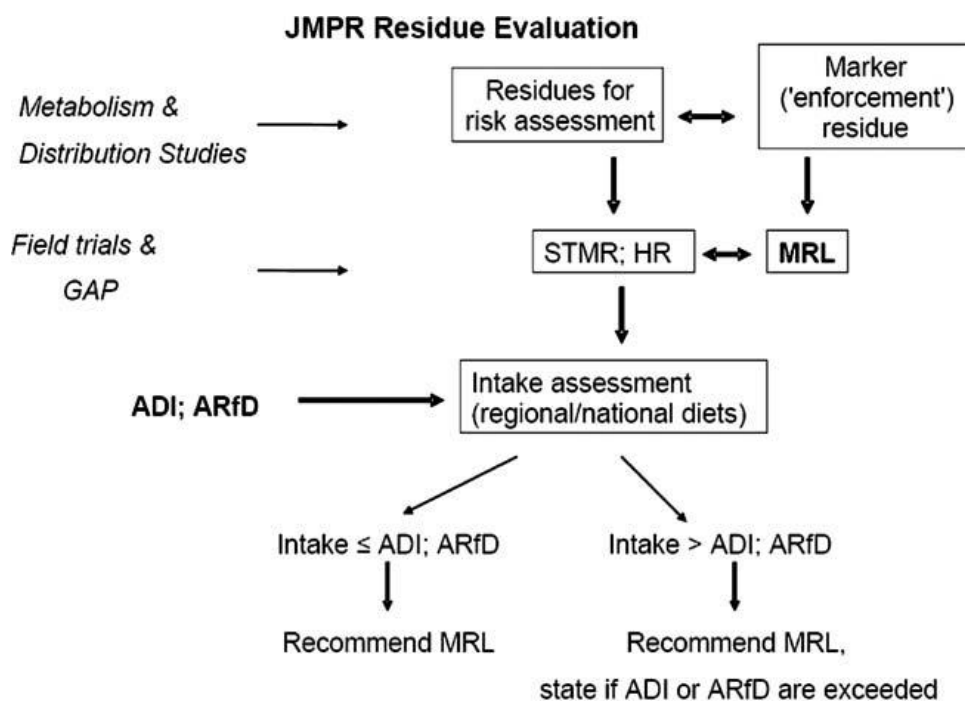 JMPR Residue Evaluation
Metabolism &
Distribution Studies
Residues for
risk assessment
Marker
('enforcement')
residue
Field trials &
GAP
STMR; HR
MRL
ADI; ARfD
Intake assessment
(regional/national diets)
Intake ≤ ADI; ARfD
Intake > ADI; ARfD
Recommend MRL
Recommend MRL,
state if ADI or ARfD are exceeded